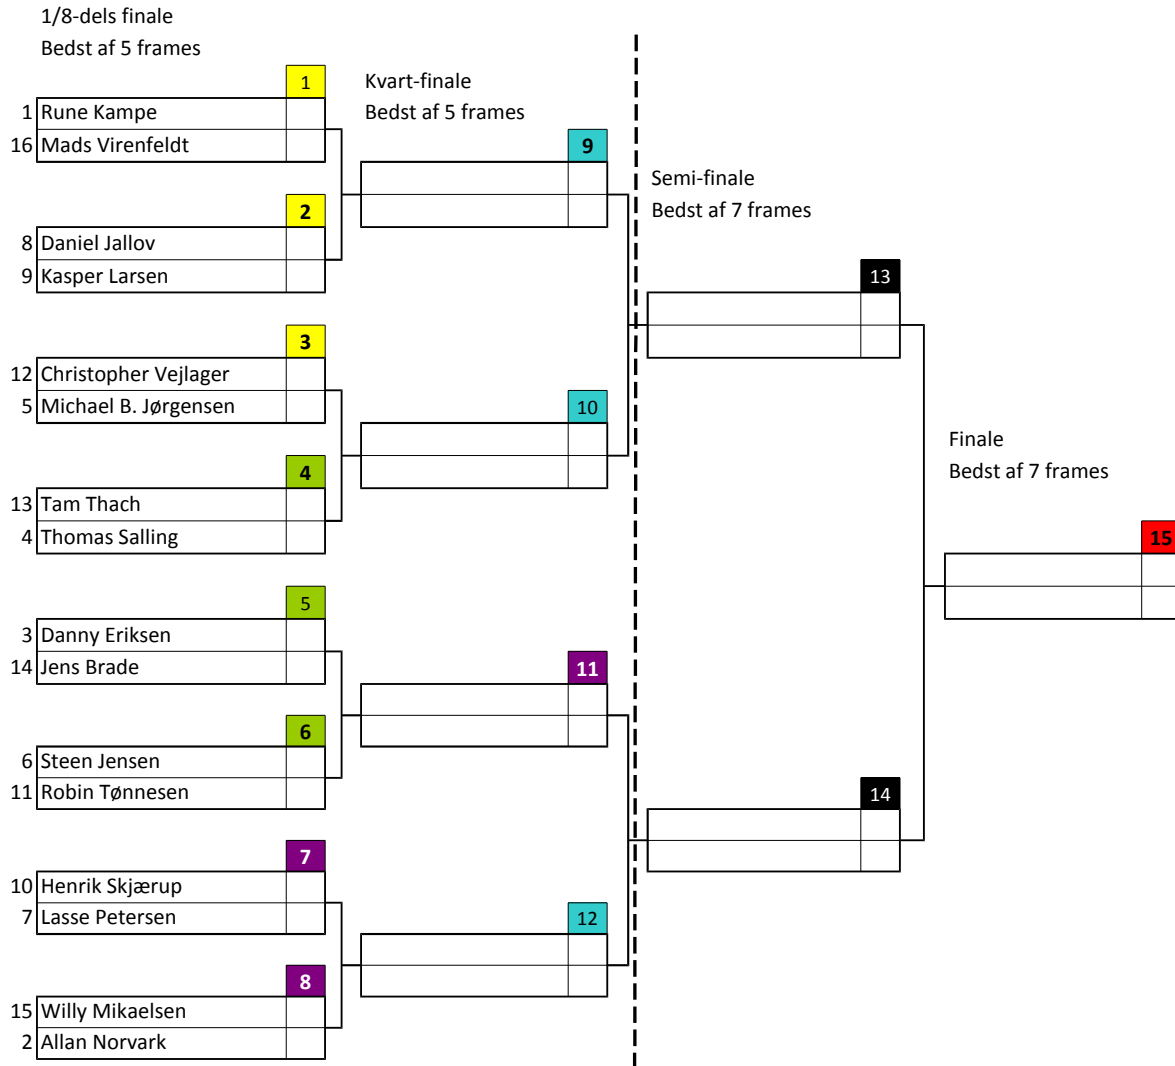 1/8-dels finale
Bedst af 5 frames
1
1 Rune Kampe
16 Mads Virenfeldt
2
8 Daniel Jallov
9 Kasper Larsen
3
12 Christopher Vejlager
5 Michael B. Jørgensen
4
13 Tam Thach
4 Thomas Salling
5
3 Danny Eriksen
14 Jens Brade
6
6 Steen Jensen
11 Robin Tønnesen
7
10 Henrik Skjærup
7 Lasse Petersen
8
15 Willy Mikaelsen
2 Allan Norvark
Kvart-finale
Bedst af 5 frames
9
10
11
12
Semi-finale
Bedst af 7 frames
13
14
Finale
Bedst af 7 frames
15